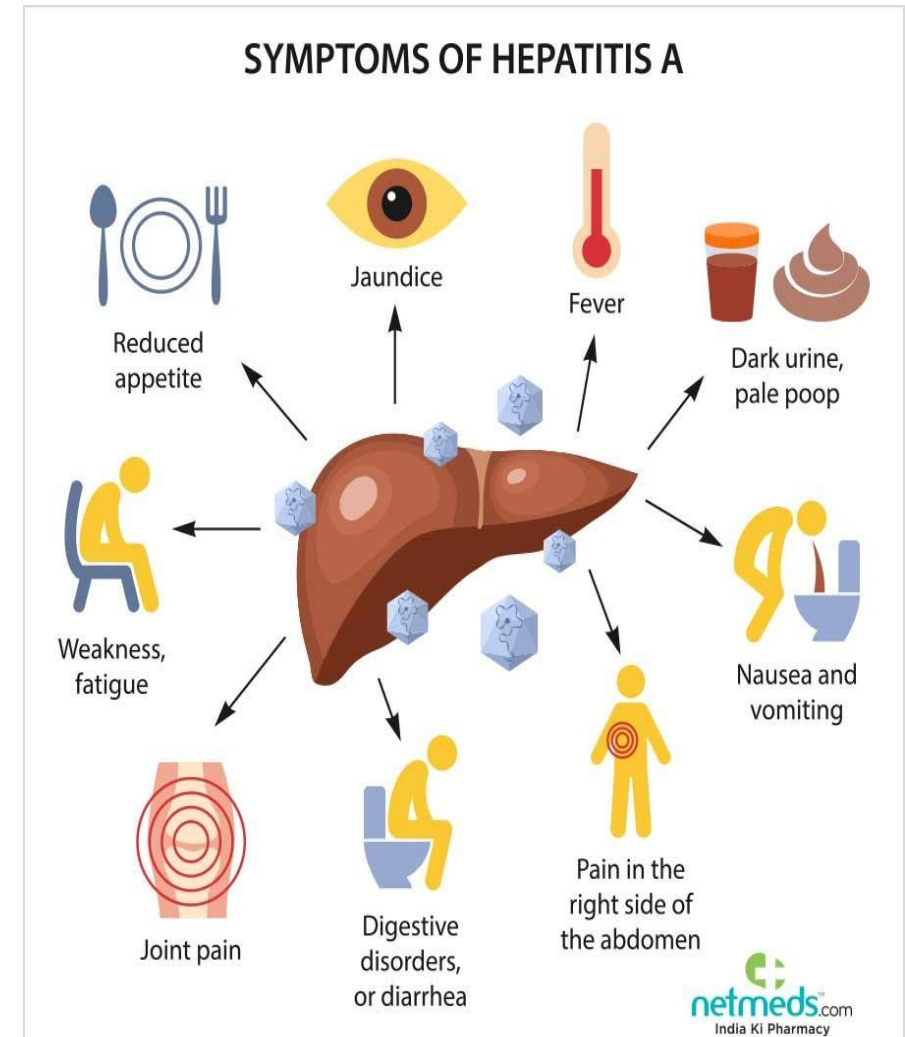 SYMPTOMS OF HEPATITIS A
Jaundice
Fever
Reduced
appetite
Dark urine,
pale poop
Weakness,
fatigue
Nausea and
vomiting
Joint pain
Digestive
disorders,
or diarrhea
Pain in the
right side of
the abdomen
netmeds.com
India Ki Pharmacy